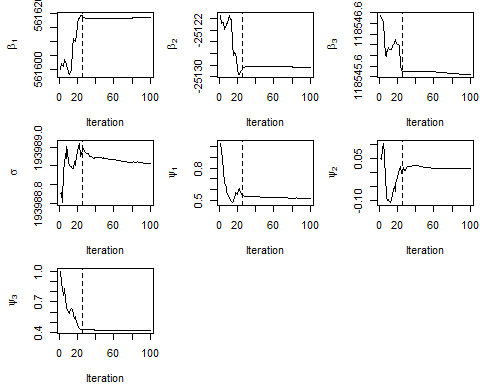 β1
561600 561620
0 20 60 100
Iteration
β2
-25130 -25122
0 20 60 100
Iteration
β3
118545.6 118546.6
0 20 60 100
Iteration
σ
193988.8 193989.0
0 20 60 100
Iteration
ψ1
0.5 0.8
0 20 60 100
Iteration
ψ2
-0.10 0.05
0 20 60 100
Iteration
ψ3
0.4 0.7 1.0
0 20 60 100
Iteration